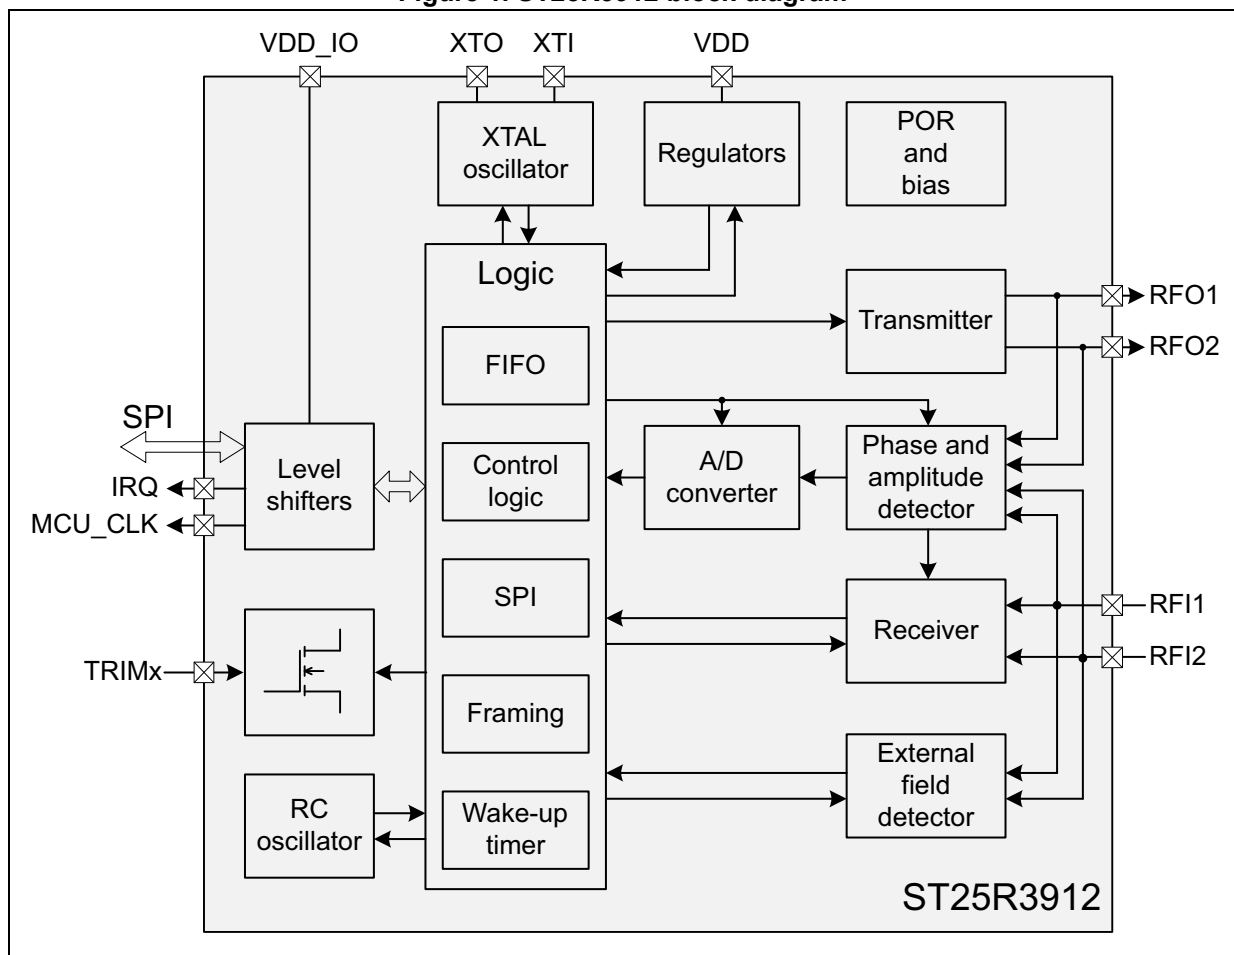 VDD_IO
XTO
XTI
VDD
XTAL
oscillator
Regulators
POR
and
bias
Logic
Transmitter
RFO1
RFO2
FIFO
SPI
Level
shifters
IRQ
MCU_CLK
Control
logic
A/D
converter
Phase and
amplitude
detector
SPI
Receiver
RFI1
RFI2
TRIMx
Framing
External
field
detector
RC
oscillator
Wake-up
timer
ST25R3912